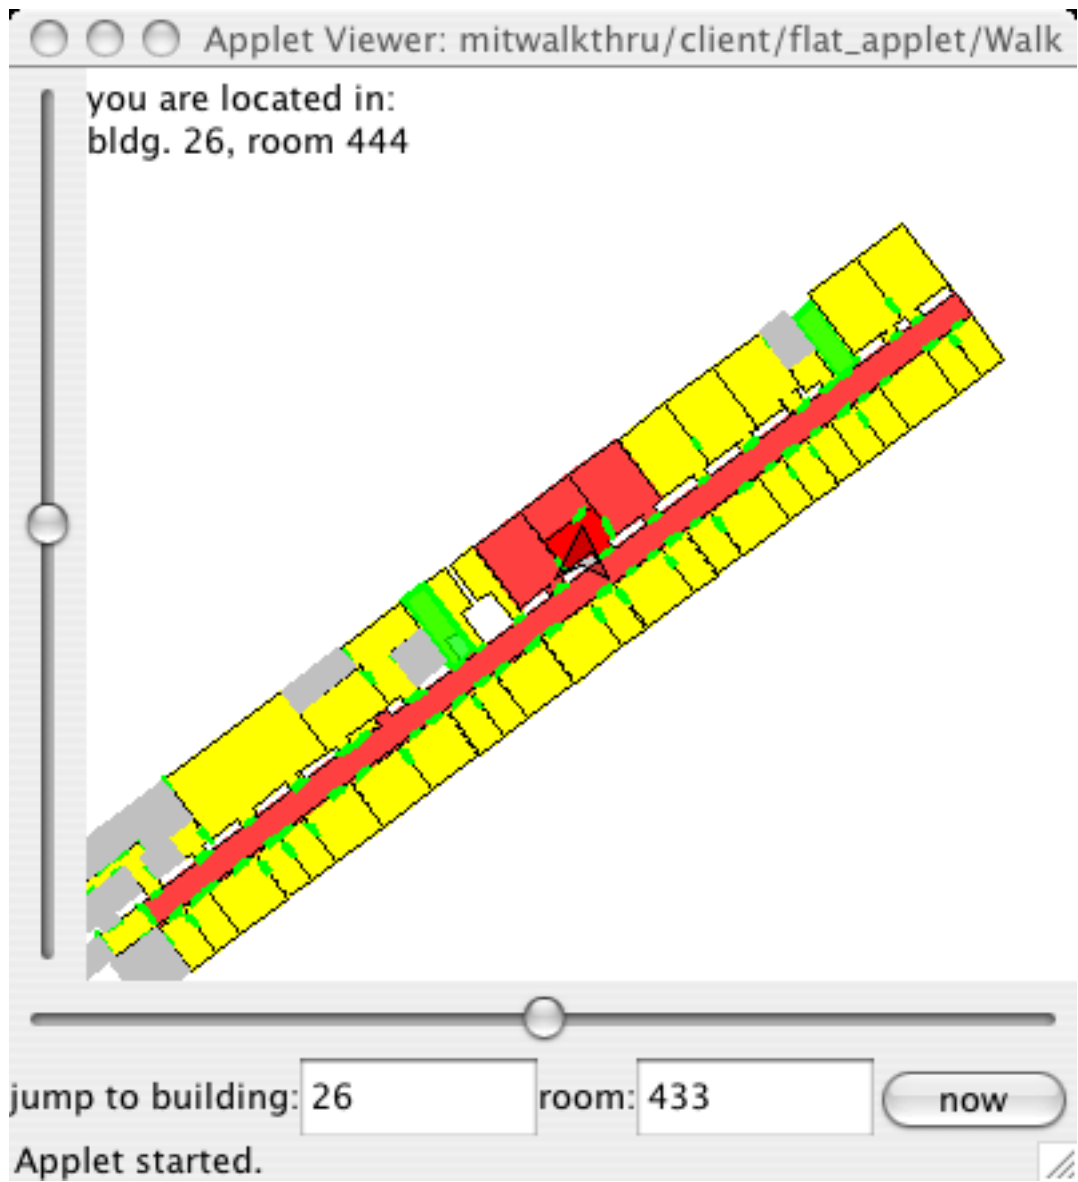 Applet Viewer: mitwalkthru/client/flat_applet/Walk
you are located in:
bldg. 26, room 444
jump to building: 26 room: 433 now
Applet started.